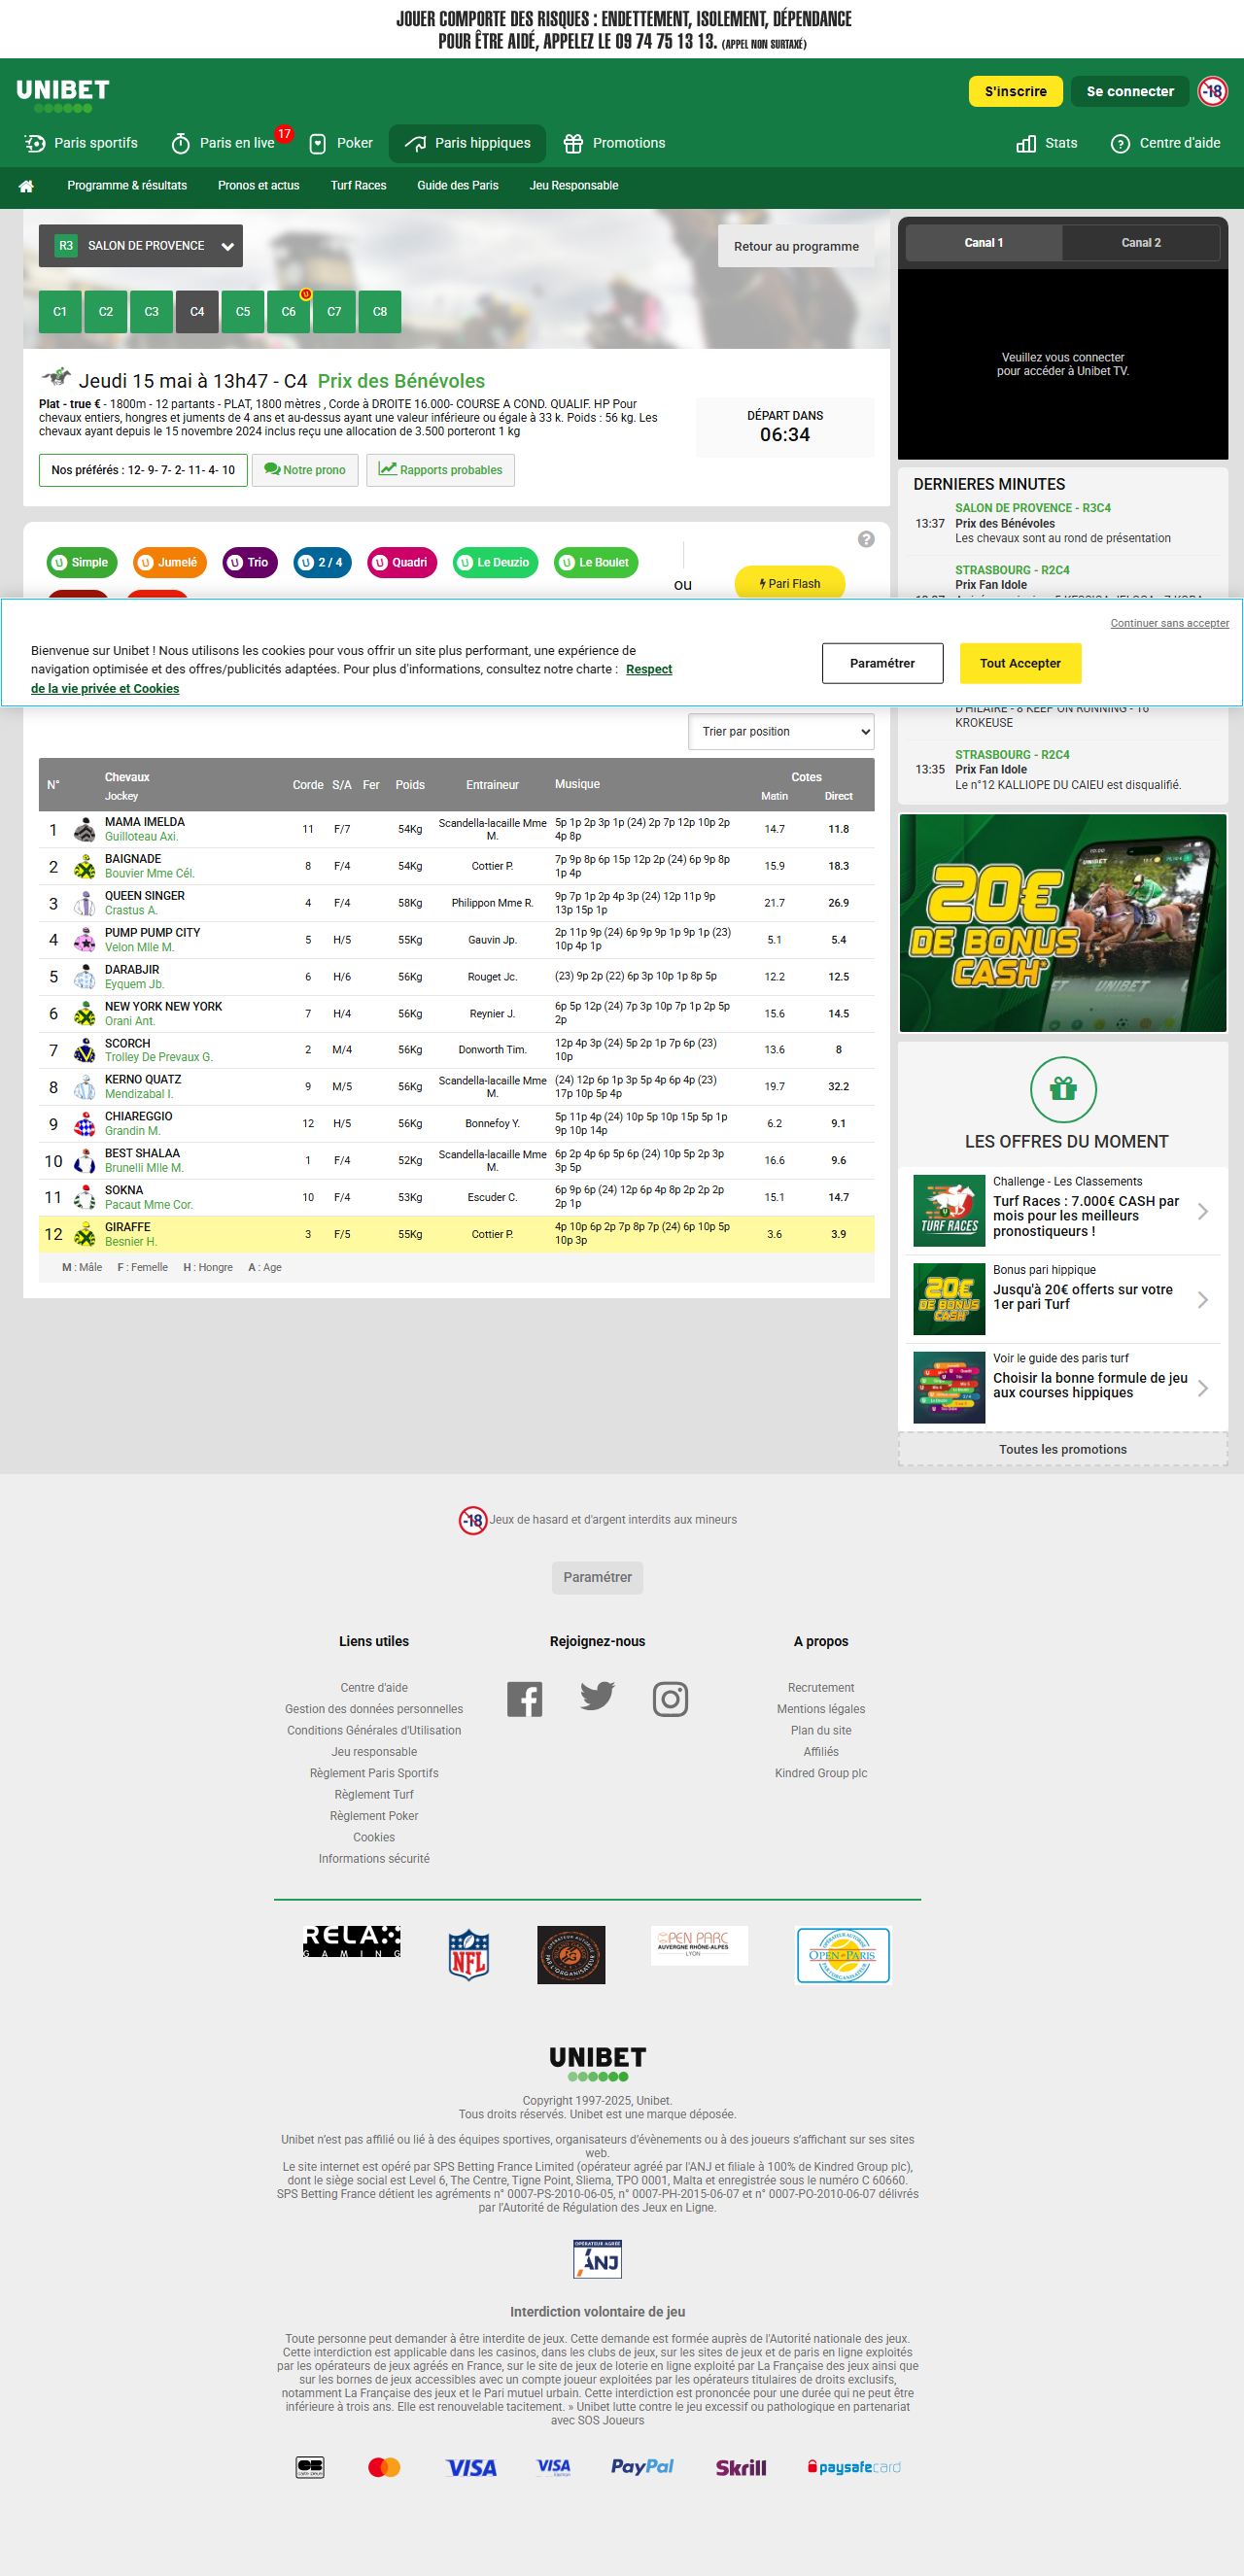 JOUER COMPORTE DES RISQUES : ENDETTEMENT, ISOLEMENT, DÉPENDANCE
POUR ÊTRE AIDÉ, APPELEZ LE 09 74 75 13 13. (APPEL NON SURTAXÉ)
UNIBET
S'inscrire
Se connecter
-18
Paris sportifs
Paris en live
17
Poker
Paris hippiques
Promotions
Stats
Centre d'aide
Programme & résultats
Pronos et actus
Turf Races
Guide des Paris
Jeu Responsable
R3 SALON DE PROVENCE
Retour au programme
C1 C2 C3 C4 C5 C6 C7 C8
Jeudi 15 mai à 13h47 - C4 Prix des Bénévoles
Plat - true € - 1800m - 12 partants - PLAT, 1800 mètres , Corde à DROITE 16.000- COURSE A COND. QUALIF. HP Pour
chevaux entiers, hongres et juments de 4 ans et au-dessus ayant une valeur inférieure ou égale à 33 k. Poids : 56 kg. Les
chevaux ayant depuis le 15 novembre 2024 inclus reçu une allocation de 3.500 porteront 1 kg
DÉPART DANS
06:34
Nos préférés : 12- 9- 7- 2- 11- 4- 10
Notre prono
Rapports probables
Simple
Jumelé
Trio
2 / 4
Quadri
Le Deuzio
Le Boulet
ou
Pari Flash
Canal 1
Canal 2
Veuillez vous connecter
pour accéder à Unibet TV.
DERNIERES MINUTES
SALON DE PROVENCE - R3C4
13:37 Prix des Bénévoles
Les chevaux sont au rond de présentation
STRASBOURG - R2C4
Prix Fan Idole
Continuer sans accepter
Bienvenue sur Unibet ! Nous utilisons les cookies pour vous offrir un site plus performant, une expérience de
navigation optimisée et des offres/publicités adaptées. Pour plus d'informations, consultez notre charte : Respect
de la vie privée et Cookies
Paramétrer
Tout Accepter
D'HILAIRE - 8 KEEP ON RUNNING - 16
KROKEUSE
STRASBOURG - R2C4
13:35 Prix Fan Idole
Le n°12 KALLIOPE DU CAIEU est disqualifié.
Trier par position
N° Chevaux Jockey Corde S/A Fer Poids Entraineur Musique Cotes Matin Direct
1 MAMA IMELDA 11 F/7 54Kg Scandella-lacaille Mme M. 5p 1p 2p 3p 1p (24) 2p 7p 12p 10p 2p 4p 8p 14.7 11.8
Guilloteau Axi.
2 BAIGNADE 8 F/4 54Kg Cottier P. 7p 9p 8p 6p 15p 12p 2p (24) 6p 9p 8p 1p 4p 15.9 18.3
Bouvier Mme Cél.
3 QUEEN SINGER 4 F/4 58Kg Philippon Mme R. 9p 7p 1p 2p 4p 3p (24) 12p 11p 9p 13p 15p 1p 21.7 26.9
Crastus A.
4 PUMP PUMP CITY 5 H/5 55Kg Gauvin Jp. 2p 11p 9p (24) 6p 9p 9p 1p 9p 1p (23) 10p 4p 1p 5.1 5.4
Velon Mlle M.
5 DARABJIR 6 H/6 56Kg Rouget Jc. (23) 9p 2p (22) 6p 3p 10p 1p 8p 5p 12.2 12.5
Eyquem Jb.
6 NEW YORK NEW YORK 7 H/4 56Kg Reynier J. 6p 5p 12p (24) 7p 3p 10p 7p 1p 2p 5p 2p 15.6 14.5
Orani Ant.
7 SCORCH 2 M/4 56Kg Donworth Tim. 12p 4p 3p (24) 5p 2p 1p 7p 6p (23) 10p 13.6 8
Trolley De Prevaux G.
8 KERNO QUATZ 9 M/5 56Kg Scandella-lacaille Mme M. (24) 12p 6p 1p 3p 5p 4p 6p 4p (23) 17p 10p 5p 4p 19.7 32.2
Mendizabal I.
9 CHIAREGGIO 12 H/5 56Kg Bonnefoy Y. 5p 11p 4p (24) 10p 5p 10p 15p 5p 1p 9p 10p 14p 6.2 9.1
Grandin M.
10 BEST SHALAA 1 F/4 52Kg Scandella-lacaille Mme M. 6p 2p 4p 6p 5p 6p (24) 10p 5p 2p 3p 3p 5p 16.6 9.6
Brunelli Mlle M.
11 SOKNA 10 F/4 53Kg Escuder C. 6p 9p 6p (24) 12p 6p 4p 8p 2p 2p 2p 2p 1p 15.1 14.7
Pacaut Mme Cor.
12 GIRAFFE 3 F/5 55Kg Cottier P. 4p 10p 6p 2p 7p 8p 7p (24) 6p 10p 5p 10p 3p 3.6 3.9
Besnier H.
M : Mâle F : Femelle H : Hongre A : Age
20€
DE BONUS
CASH*
LES OFFRES DU MOMENT
TURF RACES
Challenge - Les Classements
Turf Races : 7.000€ CASH par
mois pour les meilleurs
pronostiqueurs !
20€
DE BONUS
CASH*
Bonus pari hippique
Jusqu'à 20€ offerts sur votre
1er pari Turf
Voir le guide des paris turf
Choisir la bonne formule de jeu
aux courses hippiques
Toutes les promotions
-18 Jeux de hasard et d'argent interdits aux mineurs
Paramétrer
Liens utiles
Centre d'aide
Gestion des données personnelles
Conditions Générales d'Utilisation
Jeu responsable
Règlement Paris Sportifs
Règlement Turf
Règlement Poker
Cookies
Informations sécurité
Rejoignez-nous
A propos
Recrutement
Mentions légales
Plan du site
Affiliés
Kindred Group plc
RELAX
GAMING
NFL
OPEN PARC
AUVERGNE RHÔNE-ALPES
LYON
OPEN DE PARIS
UNIBET
Copyright 1997-2025, Unibet.
Tous droits réservés. Unibet est une marque déposée.
Unibet n'est pas affilié ou lié à des équipes sportives, organisateurs d'évènements ou à des joueurs s'affichant sur ses sites
web.
Le site internet est opéré par SPS Betting France Limited (opérateur agréé par l'ANJ et filiale à 100% de Kindred Group plc),
dont le siège social est Level 6, The Centre, Tigne Point, Sliema, TPO 0001, Malta et enregistrée sous le numéro C 60660.
SPS Betting France détient les agréments n° 0007-PS-2010-06-05, n° 0007-PH-2015-06-07 et n° 0007-PO-2010-06-07 délivrés
par l'Autorité de Régulation des Jeux en Ligne.
OPÉRATEUR AGRÉÉ
ANJ
Interdiction volontaire de jeu
Toute personne peut demander à être interdite de jeux. Cette demande est formée auprès de l'Autorité nationale des jeux.
Cette interdiction est applicable dans les casinos, dans les clubs de jeux, sur les sites de jeux et de paris en ligne exploités
par les opérateurs de jeux agréés en France, sur le site de jeux de loterie en ligne exploité par La Française des jeux ainsi que
sur les bornes de jeux accessibles avec un compte joueur exploitées par les opérateurs titulaires de droits exclusifs,
notamment La Française des jeux et le Pari mutuel urbain. Cette interdiction est prononcée pour une durée qui ne peut être
inférieure à trois ans. Elle est renouvelable tacitement. » Unibet lutte contre le jeu excessif ou pathologique en partenariat
avec SOS Joueurs
CB
VISA
VISA
PayPal
Skrill
paysafecard